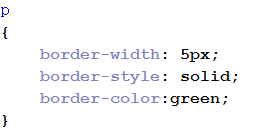 p
{
border-width: 5px;
border-style: solid;
border-color:green;
}